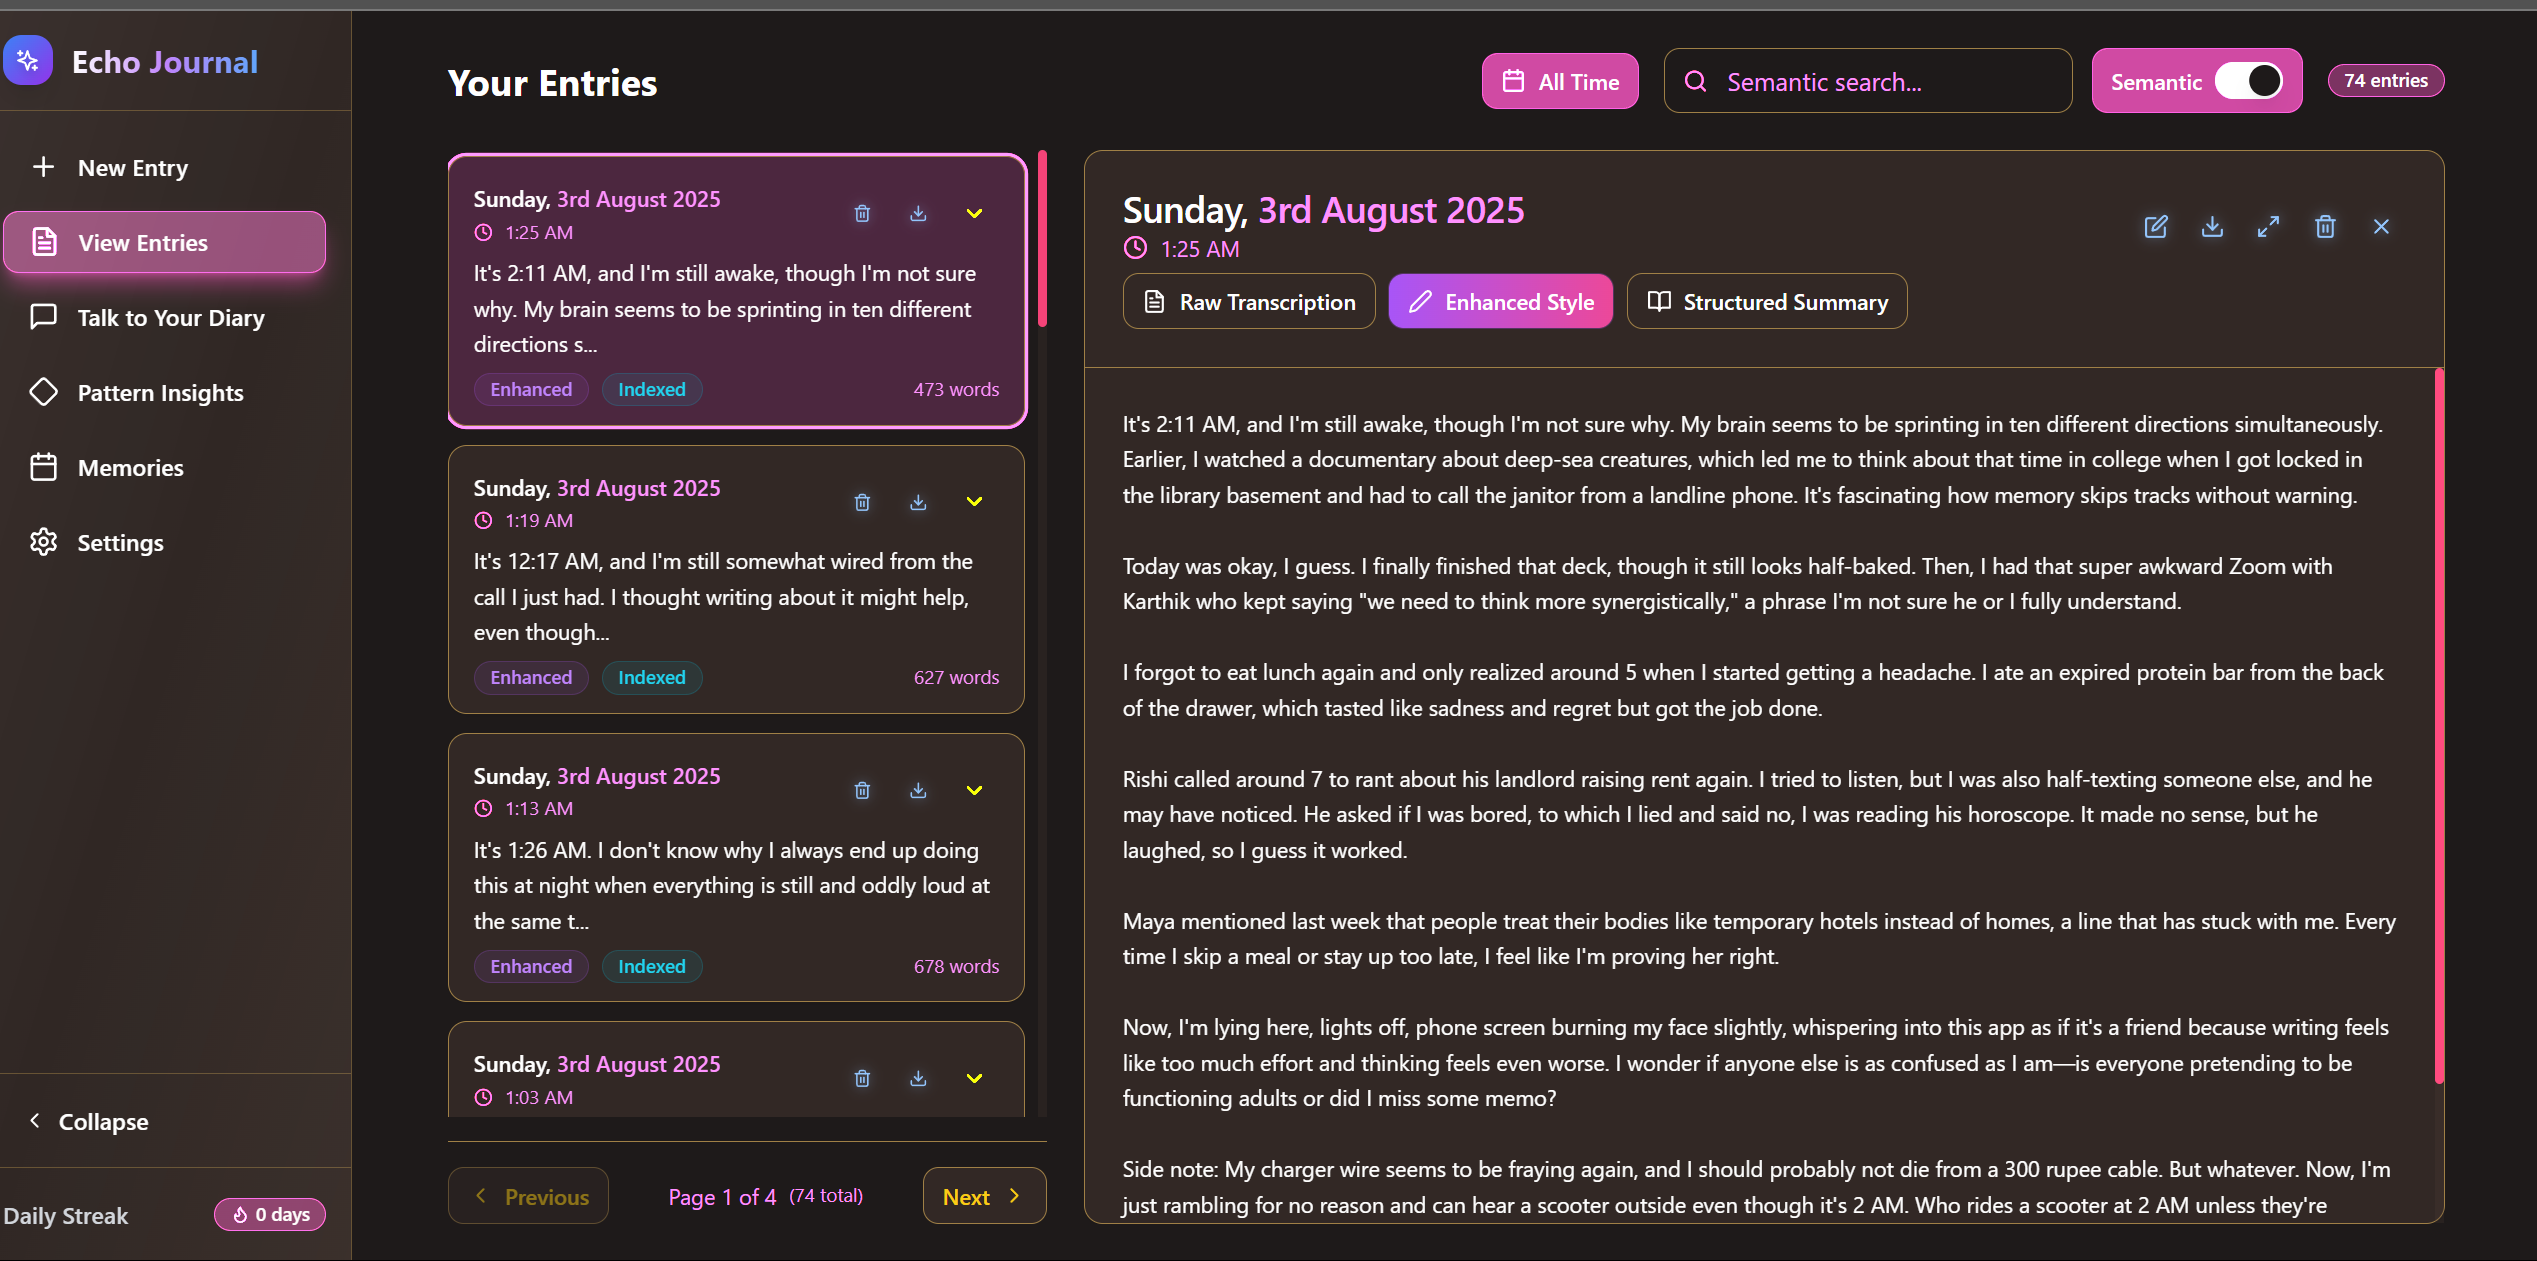 Echo Journal
New Entry
View Entries
Talk to Your Diary
Pattern Insights
Memories
Settings
Collapse
Daily Streak
0 days
Your Entries
All Time
Semantic search...
Semantic
74 entries
Sunday, 3rd August 2025
1:25 AM
It's 2:11 AM, and I'm still awake, though I'm not sure
why. My brain seems to be sprinting in ten different
directions s...
Enhanced Indexed 473 words
Sunday, 3rd August 2025
1:19 AM
It's 12:17 AM, and I'm still somewhat wired from the
call I just had. I thought writing about it might help,
even though...
Enhanced Indexed 627 words
Sunday, 3rd August 2025
1:13 AM
It's 1:26 AM. I don't know why I always end up doing
this at night when everything is still and oddly loud at
the same t...
Enhanced Indexed 678 words
Sunday, 3rd August 2025
1:03 AM
Previous Page 1 of 4 (74 total) Next
Sunday, 3rd August 2025
1:25 AM
Raw Transcription Enhanced Style Structured Summary
It's 2:11 AM, and I'm still awake, though I'm not sure why. My brain seems to be sprinting in ten different directions simultaneously.
Earlier, I watched a documentary about deep-sea creatures, which led me to think about that time in college when I got locked in
the library basement and had to call the janitor from a landline phone. It's fascinating how memory skips tracks without warning.
Today was okay, I guess. I finally finished that deck, though it still looks half-baked. Then, I had that super awkward Zoom with
Karthik who kept saying "we need to think more synergistically," a phrase I'm not sure he or I fully understand.
I forgot to eat lunch again and only realized around 5 when I started getting a headache. I ate an expired protein bar from the back
of the drawer, which tasted like sadness and regret but got the job done.
Rishi called around 7 to rant about his landlord raising rent again. I tried to listen, but I was also half-texting someone else, and he
may have noticed. He asked if I was bored, to which I lied and said no, I was reading his horoscope. It made no sense, but he
laughed, so I guess it worked.
Maya mentioned last week that people treat their bodies like temporary hotels instead of homes, a line that has stuck with me. Every
time I skip a meal or stay up too late, I feel like I'm proving her right.
Now, I'm lying here, lights off, phone screen burning my face slightly, whispering into this app as if it's a friend because writing feels
like too much effort and thinking feels even worse. I wonder if anyone else is as confused as I am—is everyone pretending to be
functioning adults or did I miss some memo?
Side note: My charger wire seems to be fraying again, and I should probably not die from a 300 rupee cable. But whatever. Now, I'm
just rambling for no reason and can hear a scooter outside even though it's 2 AM. Who rides a scooter at 2 AM unless they're